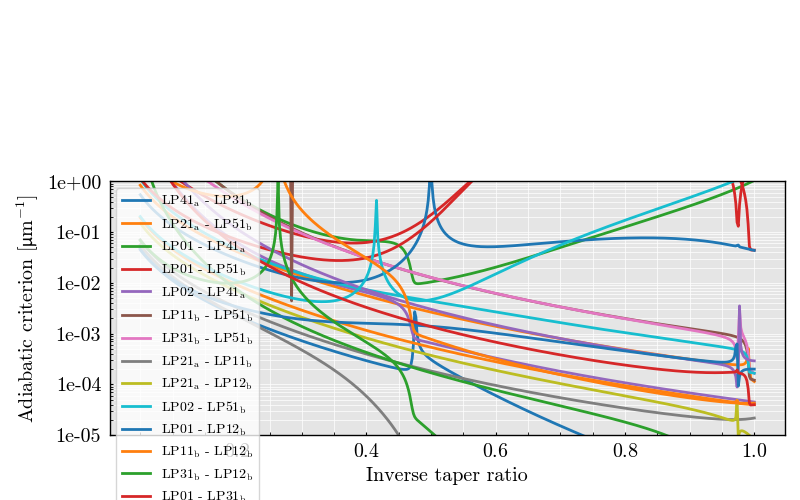 Adiabatic criterion [μm⁻¹]
1e+00
1e-01
1e-02
1e-03
1e-04
1e-05
LP41a - LP31b
LP21a - LP51b
LP01 - LP41a
LP01 - LP51b
LP02 - LP41a
LP11b - LP51b
LP31b - LP51b
LP21a - LP11b
LP21a - LP12b
LP02 - LP51b
LP01 - LP12b
LP11b - LP12b
LP31b - LP12b
LP01 - LP31b
0.2 0.4 0.6 0.8 1.0
Inverse taper ratio